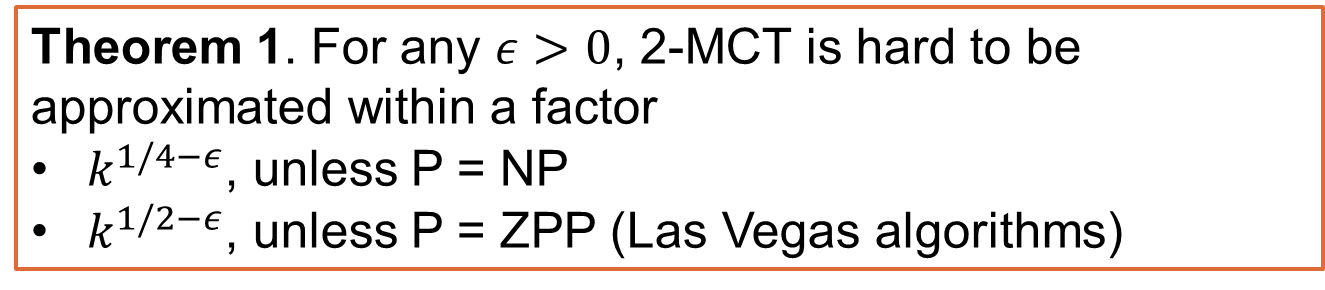 Theorem 1. For any ϵ > 0, 2-MCT is hard to be
approximated within a factor
• k^{1/4−ϵ}, unless P = NP
• k^{1/2−ϵ}, unless P = ZPP (Las Vegas algorithms)